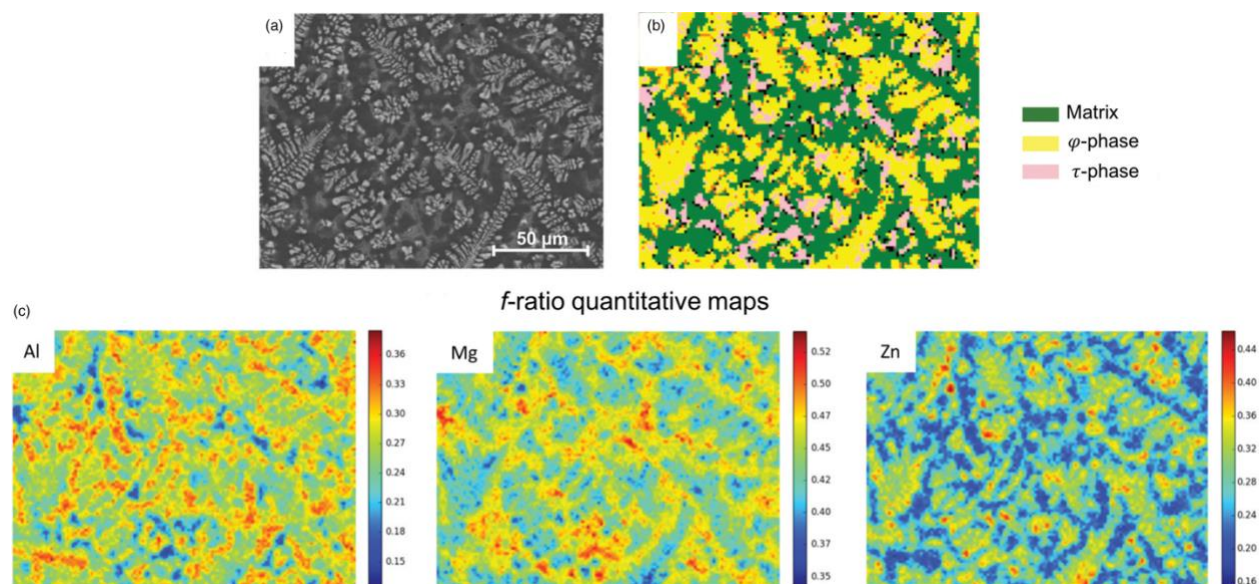 (a)
(b)
50 μm
Matrix
φ-phase
τ-phase
f-ratio quantitative maps
(c)
Al
0.36
0.33
0.30
0.27
0.24
0.21
0.18
0.15
Mg
0.52
0.50
0.47
0.45
0.42
0.40
0.37
0.35
Zn
0.44
0.40
0.36
0.32
0.28
0.24
0.20
0.16